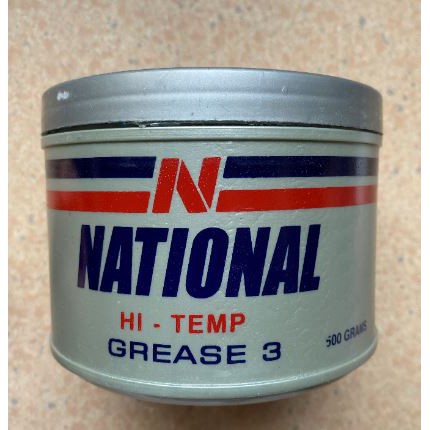 N
NATIONAL
HI - TEMP
GREASE 3
500 GRAMS